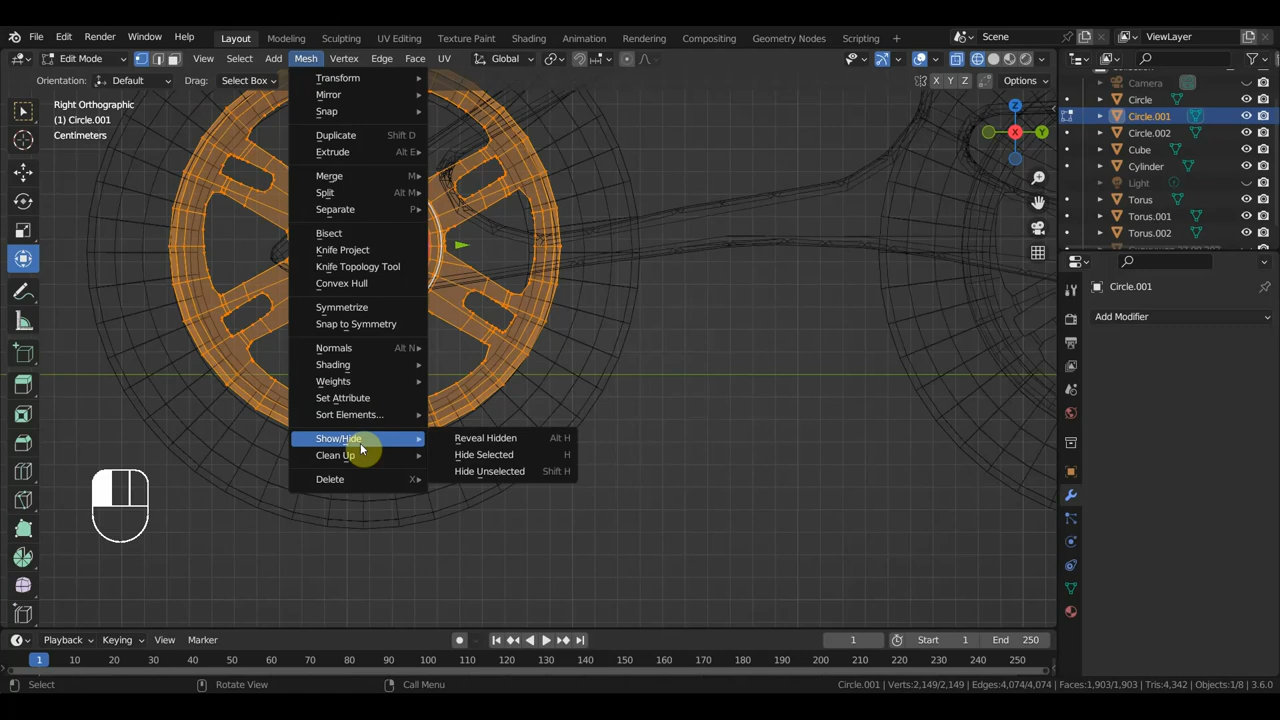 File Edit Render Window Help Layout Modeling Sculpting UV Editing Texture Paint Shading Animation Rendering Compositing Geometry Nodes Scripting + Scene ViewLayer
Edit Mode View Select Add Mesh Vertex Edge Face UV Global
Orientation: Default Drag: Select Box X Y Z Options
Right Orthographic
(1) Circle.001
Centimeters
Transform
Mirror
Snap
Duplicate Shift D
Extrude Alt E
Merge M
Split Alt M
Separate P
Bisect
Knife Project
Knife Topology Tool
Convex Hull
Symmetrize
Snap to Symmetry
Normals Alt N
Shading
Weights
Set Attribute
Sort Elements...
Show/Hide
Clean Up
Delete X
Reveal Hidden Alt H
Hide Selected H
Hide Unselected Shift H
Z
X Y
Camera
Circle
Circle.001
Circle.002
Cube
Cylinder
Light
Torus
Torus.001
Torus.002
Circle.001
Add Modifier
Playback Keying View Marker 1 Start 1 End 250
1 10 20 30 40 50 60 70 80 90 100 110 120 130 140 150 160 170 180 190 200 210 220 230 240 250
Select Rotate View Call Menu Circle.001 | Verts:2,149/2,149 | Edges:4,074/4,074 | Faces:1,903/1,903 | Tris:4,342 | Objects:1/8 | 3.6.0